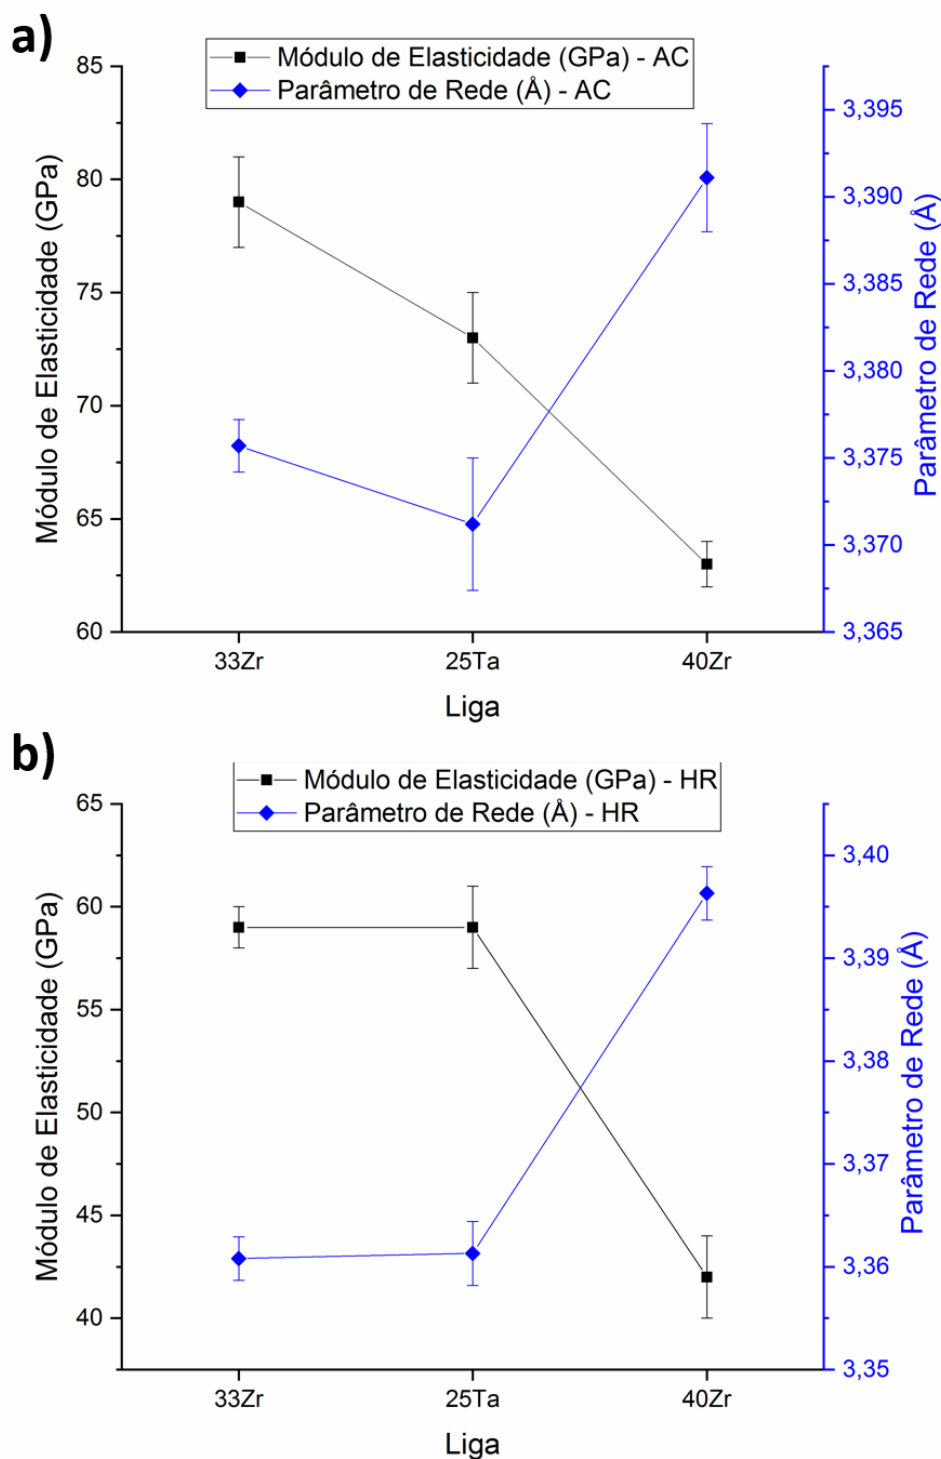 a)
Módulo de Elasticidade (GPa) - AC
Parâmetro de Rede (Å) - AC
Módulo de Elasticidade (GPa)
85
80
75
70
65
60
3,395
3,390
3,385
3,380
3,375
3,370
3,365
Parâmetro de Rede (Å)
33Zr 25Ta 40Zr
Liga
b)
Módulo de Elasticidade (GPa) - HR
Parâmetro de Rede (Å) - HR
Módulo de Elasticidade (GPa)
65
60
55
50
45
40
3,40
3,39
3,38
3,37
3,36
3,35
Parâmetro de Rede (Å)
33Zr 25Ta 40Zr
Liga